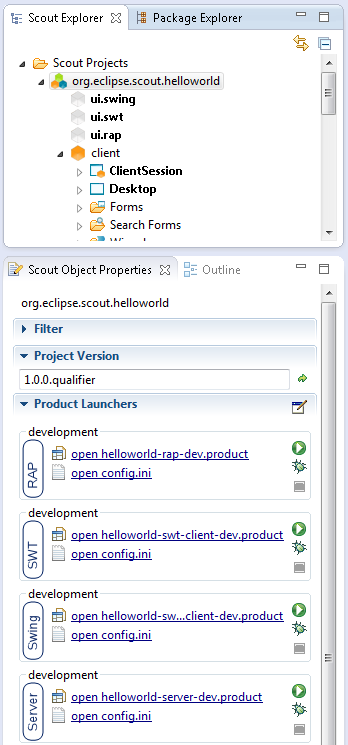 Scout Explorer Package Explorer
Scout Projects
org.eclipse.scout.helloworld
ui.swing
ui.swt
ui.rap
client
ClientSession
Desktop
Forms
Search Forms
Scout Object Properties Outline
org.eclipse.scout.helloworld
Filter
Project Version
1.0.0.qualifier
Product Launchers
development
RAP
open helloworld-rap-dev.product
open config.ini
development
SWT
open helloworld-swt-client-dev.product
open config.ini
development
Swing
open helloworld-sw...client-dev.product
open config.ini
development
Server
open helloworld-server-dev.product
open config.ini